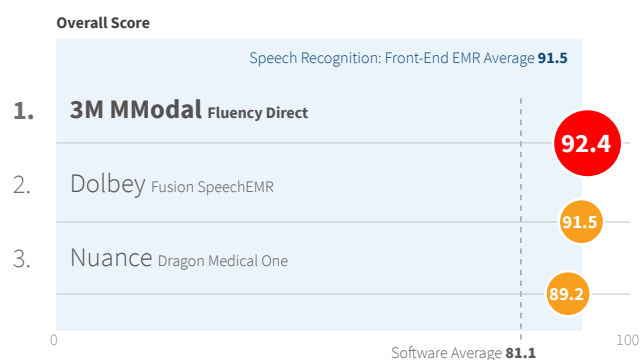 Overall Score
Speech Recognition: Front-End EMR Average 91.5
1. 3M MModal Fluency Direct
92.4
2. Dolbey Fusion SpeechEMR
91.5
3. Nuance Dragon Medical One
89.2
0 100
Software Average 81.1